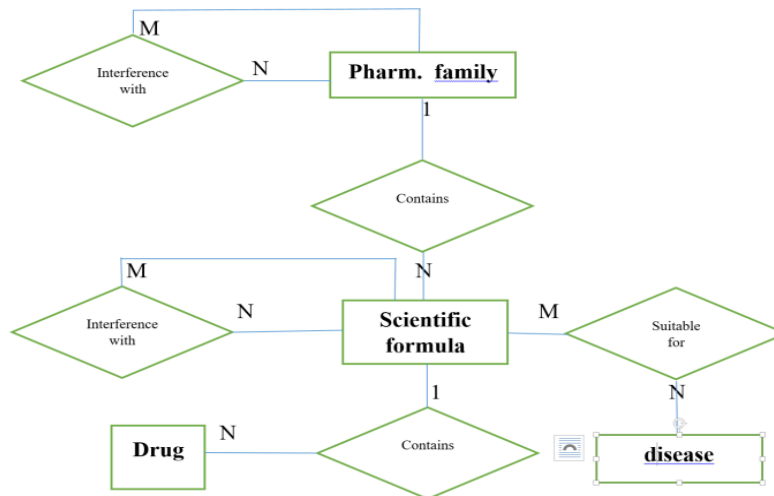 M
Interference
with
N
Pharm. family
1
Contains
N
M
Interference
with
N
Scientific
formula
M
Suitable
for
N
1
Drug
N
Contains
disease